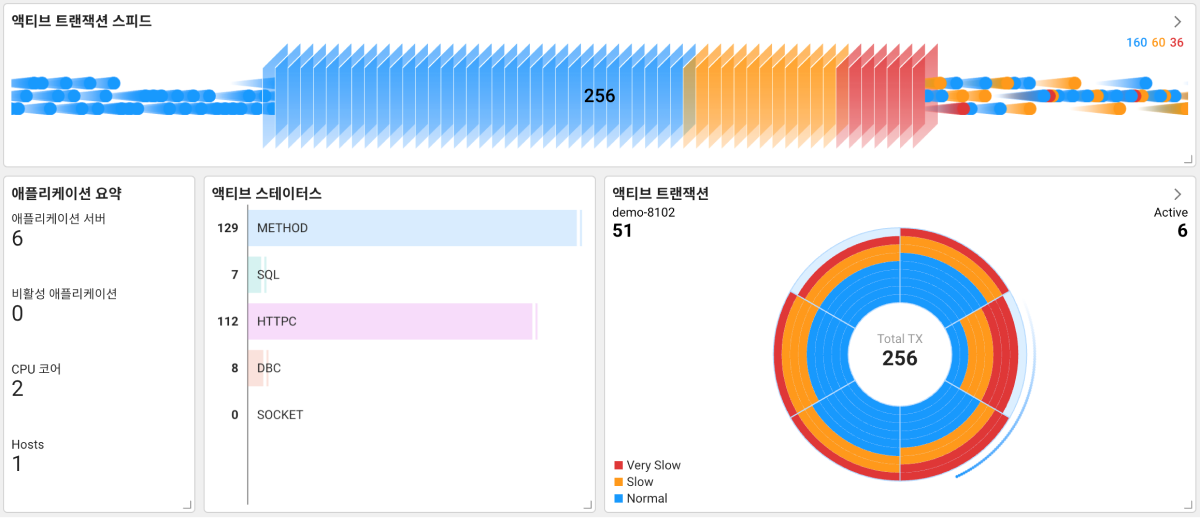 액티브 트랜잭션 스피드
160 60 36
256
애플리케이션 요약
애플리케이션 서버
6
비활성 애플리케이션
0
CPU 코어
2
Hosts
1
액티브 스테이터스
129 METHOD
7 SQL
112 HTTPC
8 DBC
0 SOCKET
액티브 트랜잭션
demo-8102 Active
51 6
Total TX
256
Very Slow
Slow
Normal